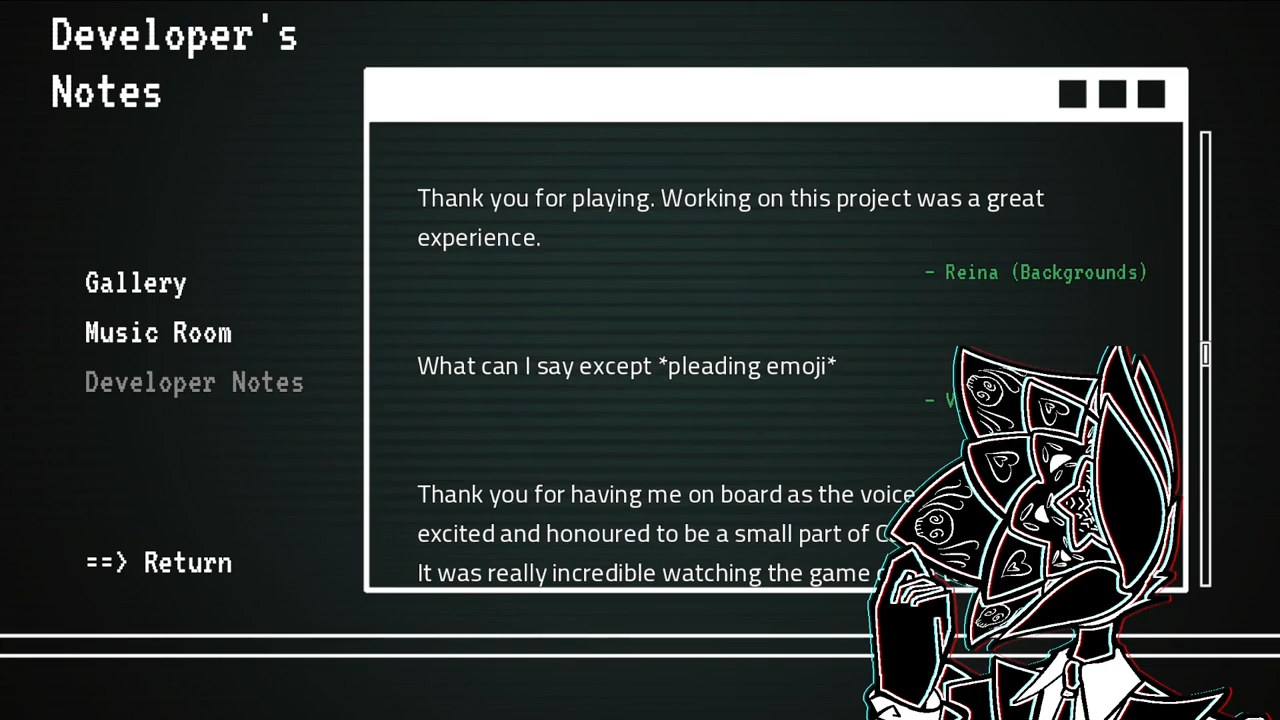 Developer's
Notes
Gallery
Music Room
Developer Notes
==> Return
Thank you for playing. Working on this project was a great
experience.
- Reina (Backgrounds)
What can I say except *pleading emoji*
-
Thank you for having me on board as the voice
excited and honoured to be a small part of
It was really incredible watching the game